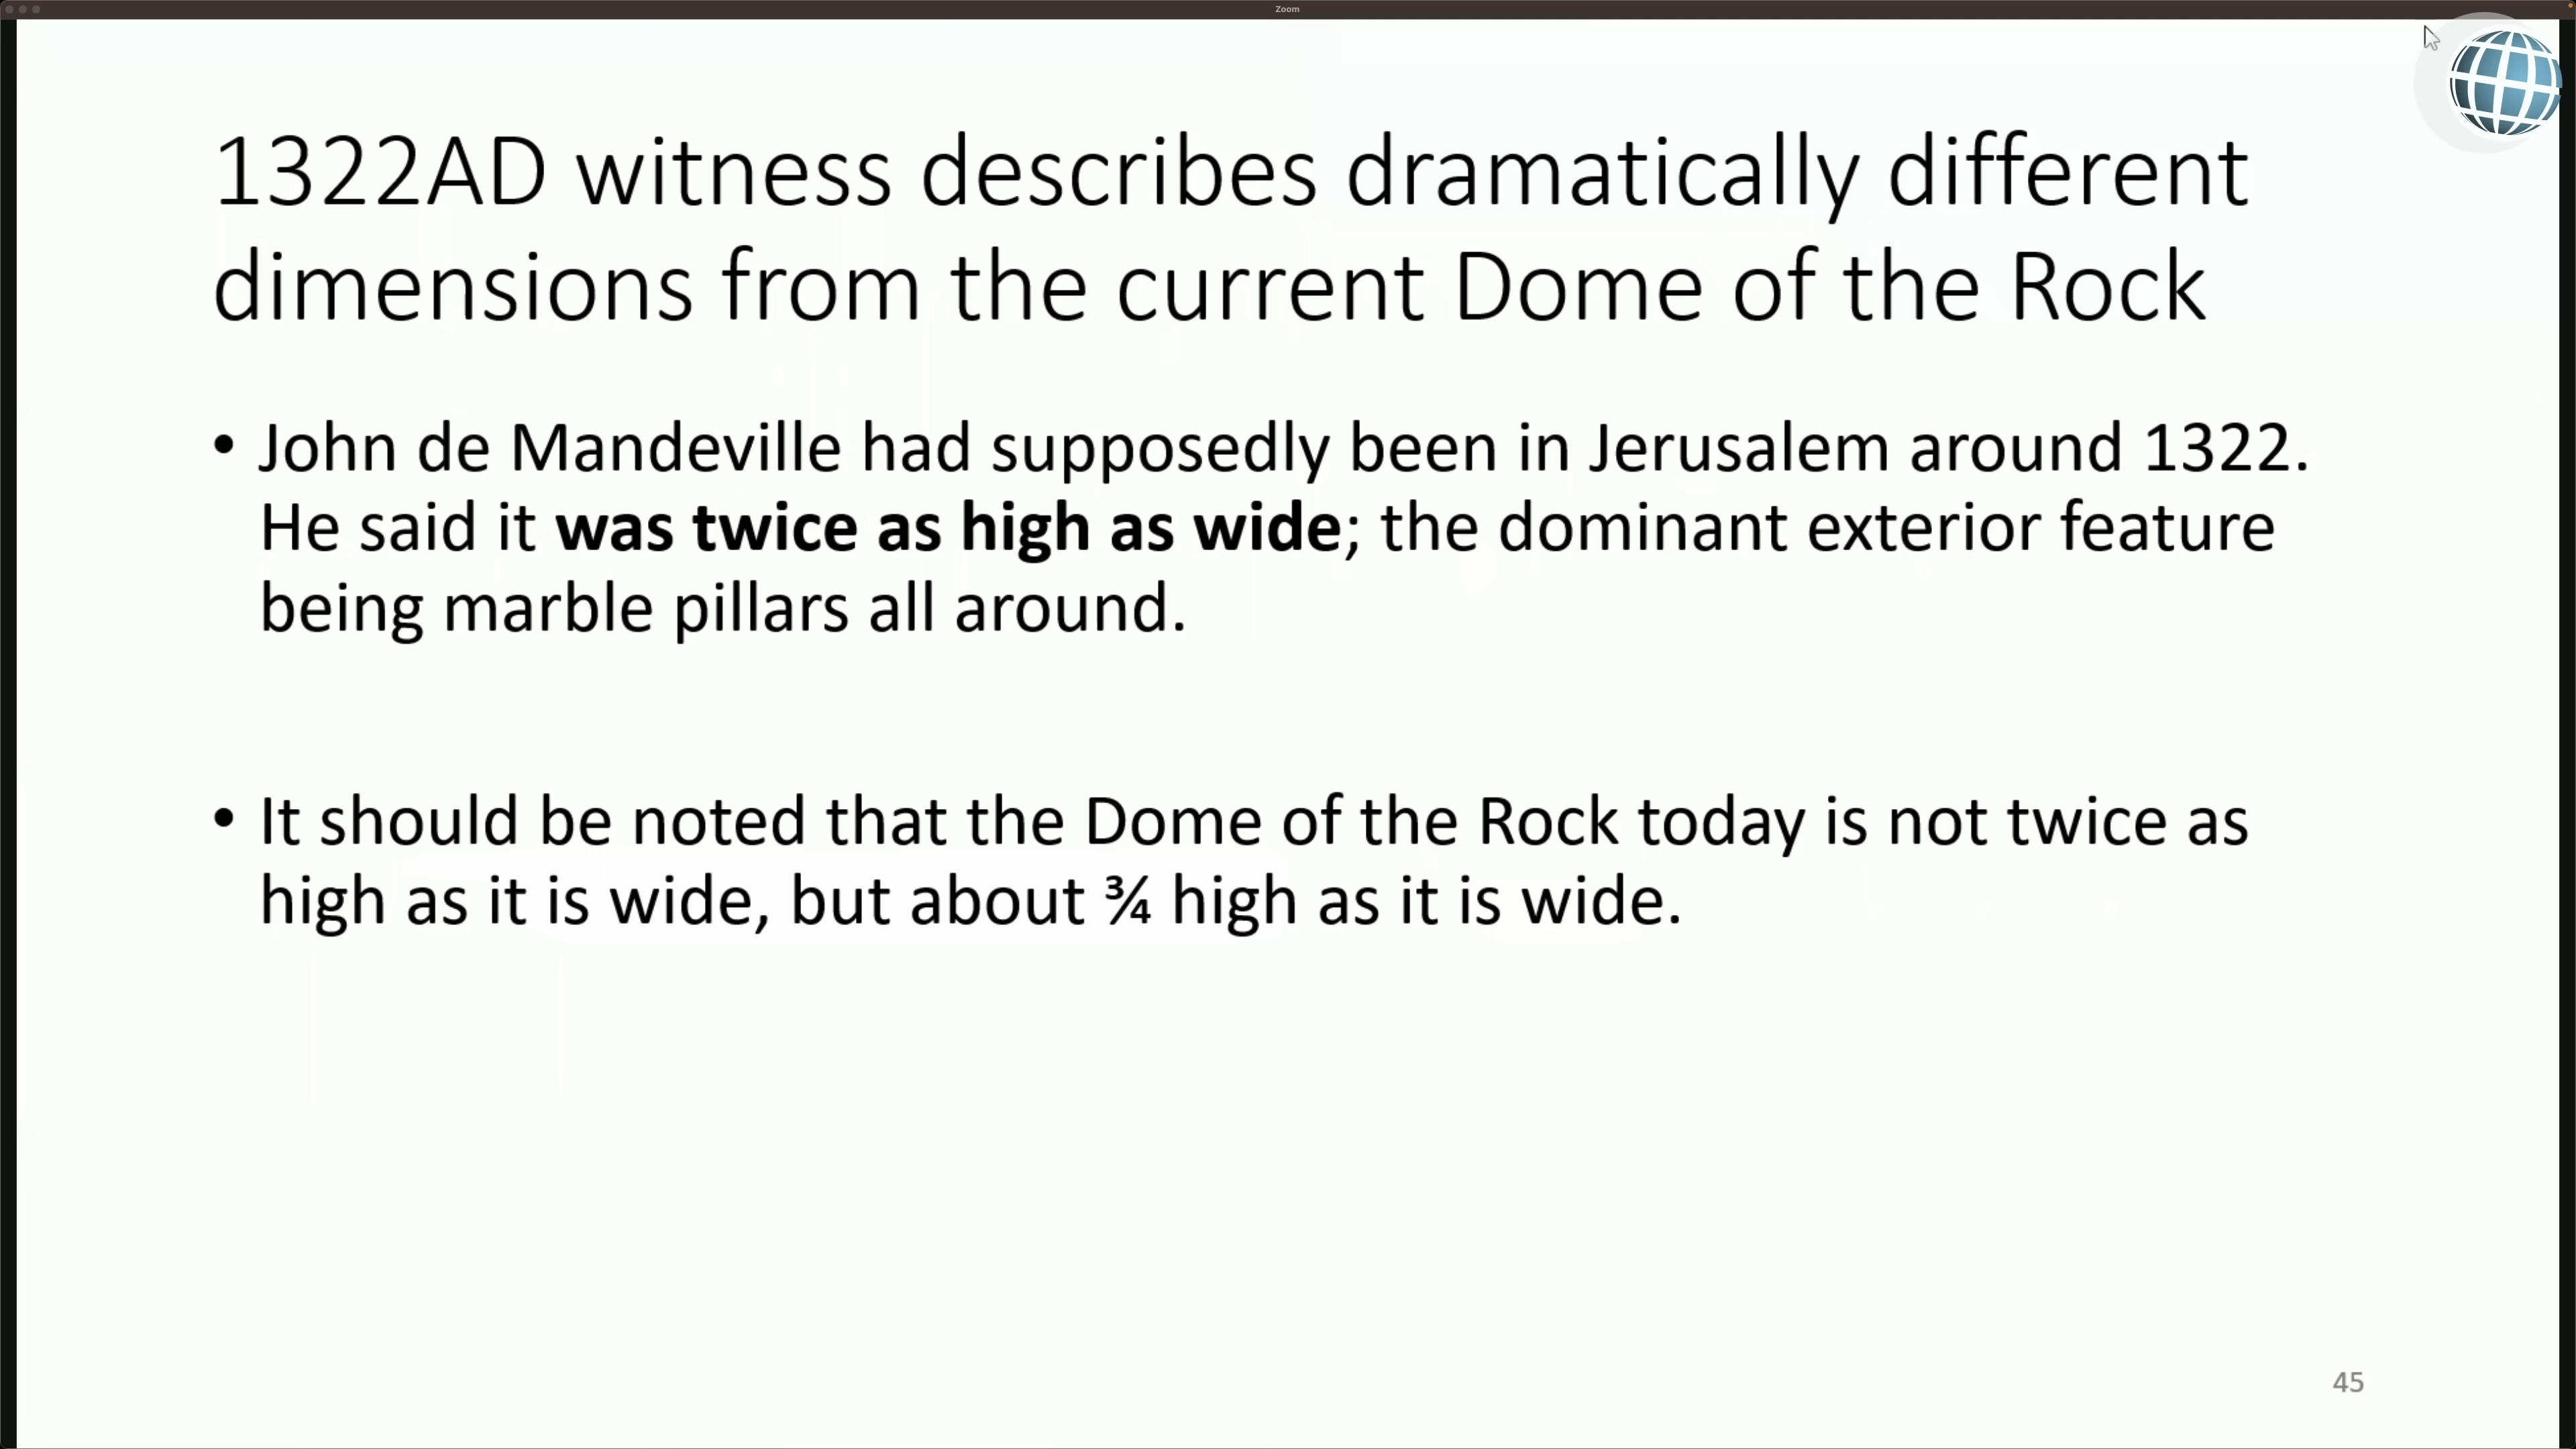 Zoom
1322AD witness describes dramatically different
dimensions from the current Dome of the Rock
• John de Mandeville had supposedly been in Jerusalem around 1322.
He said it was twice as high as wide; the dominant exterior feature
being marble pillars all around.
• It should be noted that the Dome of the Rock today is not twice as
high as it is wide, but about ¾ high as it is wide.
45